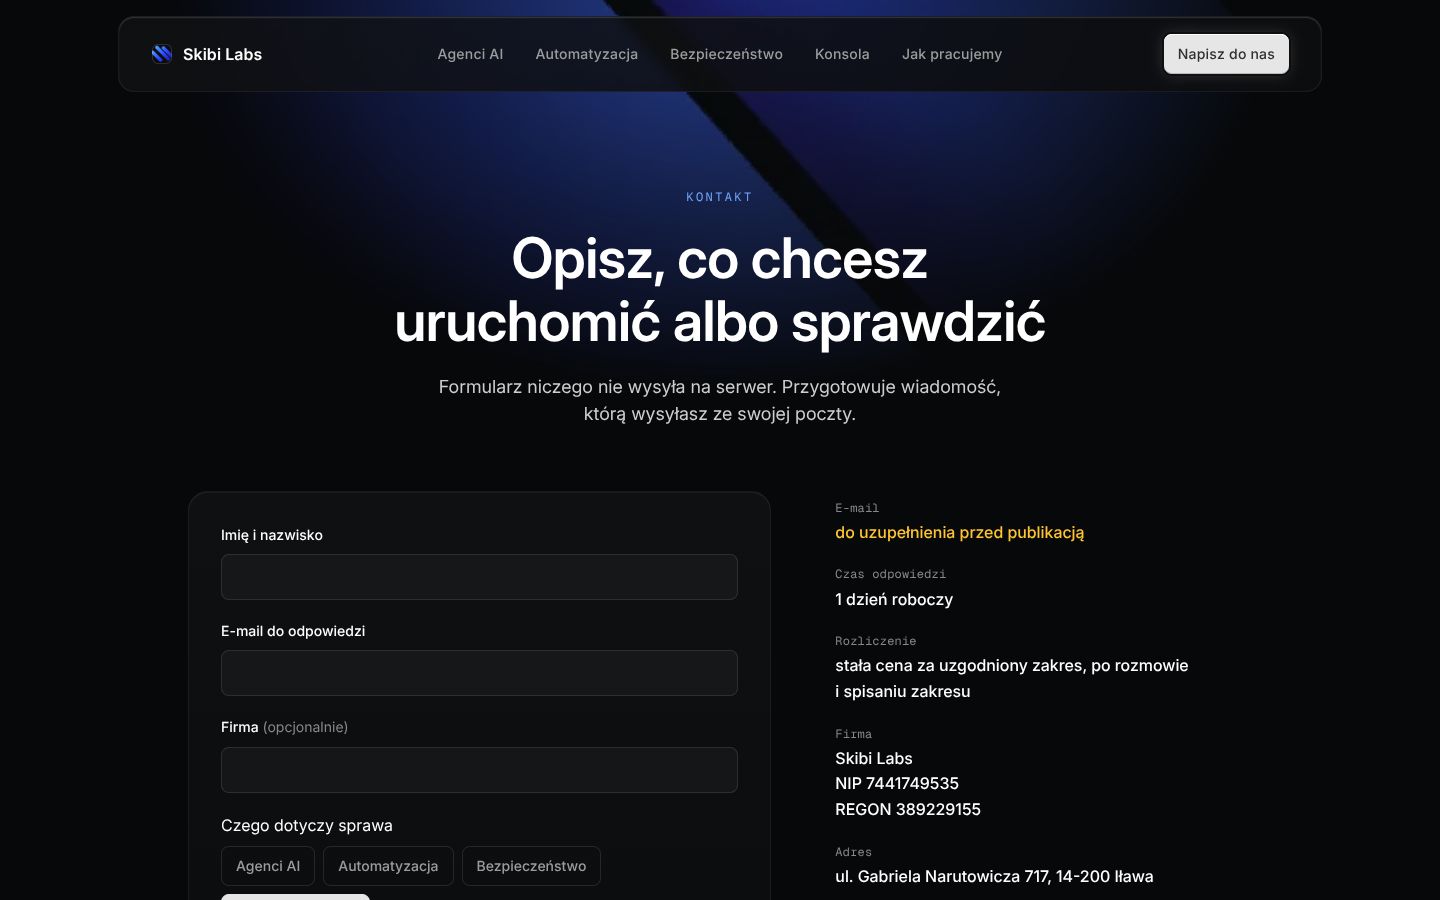 Skibi Labs
Agenci AI
Automatyzacja
Bezpieczeństwo
Konsola
Jak pracujemy
Napisz do nas
KONTAKT
Opisz, co chcesz
uruchomić albo sprawdzić
Formularz niczego nie wysyła na serwer. Przygotowuje wiadomość,
którą wysyłasz ze swojej poczty.
Imię i nazwisko
E-mail do odpowiedzi
Firma (opcjonalnie)
Czego dotyczy sprawa
Agenci AI
Automatyzacja
Bezpieczeństwo
E-mail
do uzupełnienia przed publikacją
Czas odpowiedzi
1 dzień roboczy
Rozliczenie
stała cena za uzgodniony zakres, po rozmowie
i spisaniu zakresu
Firma
Skibi Labs
NIP 7441749535
REGON 389229155
Adres
ul. Gabriela Narutowicza 717, 14-200 Iława